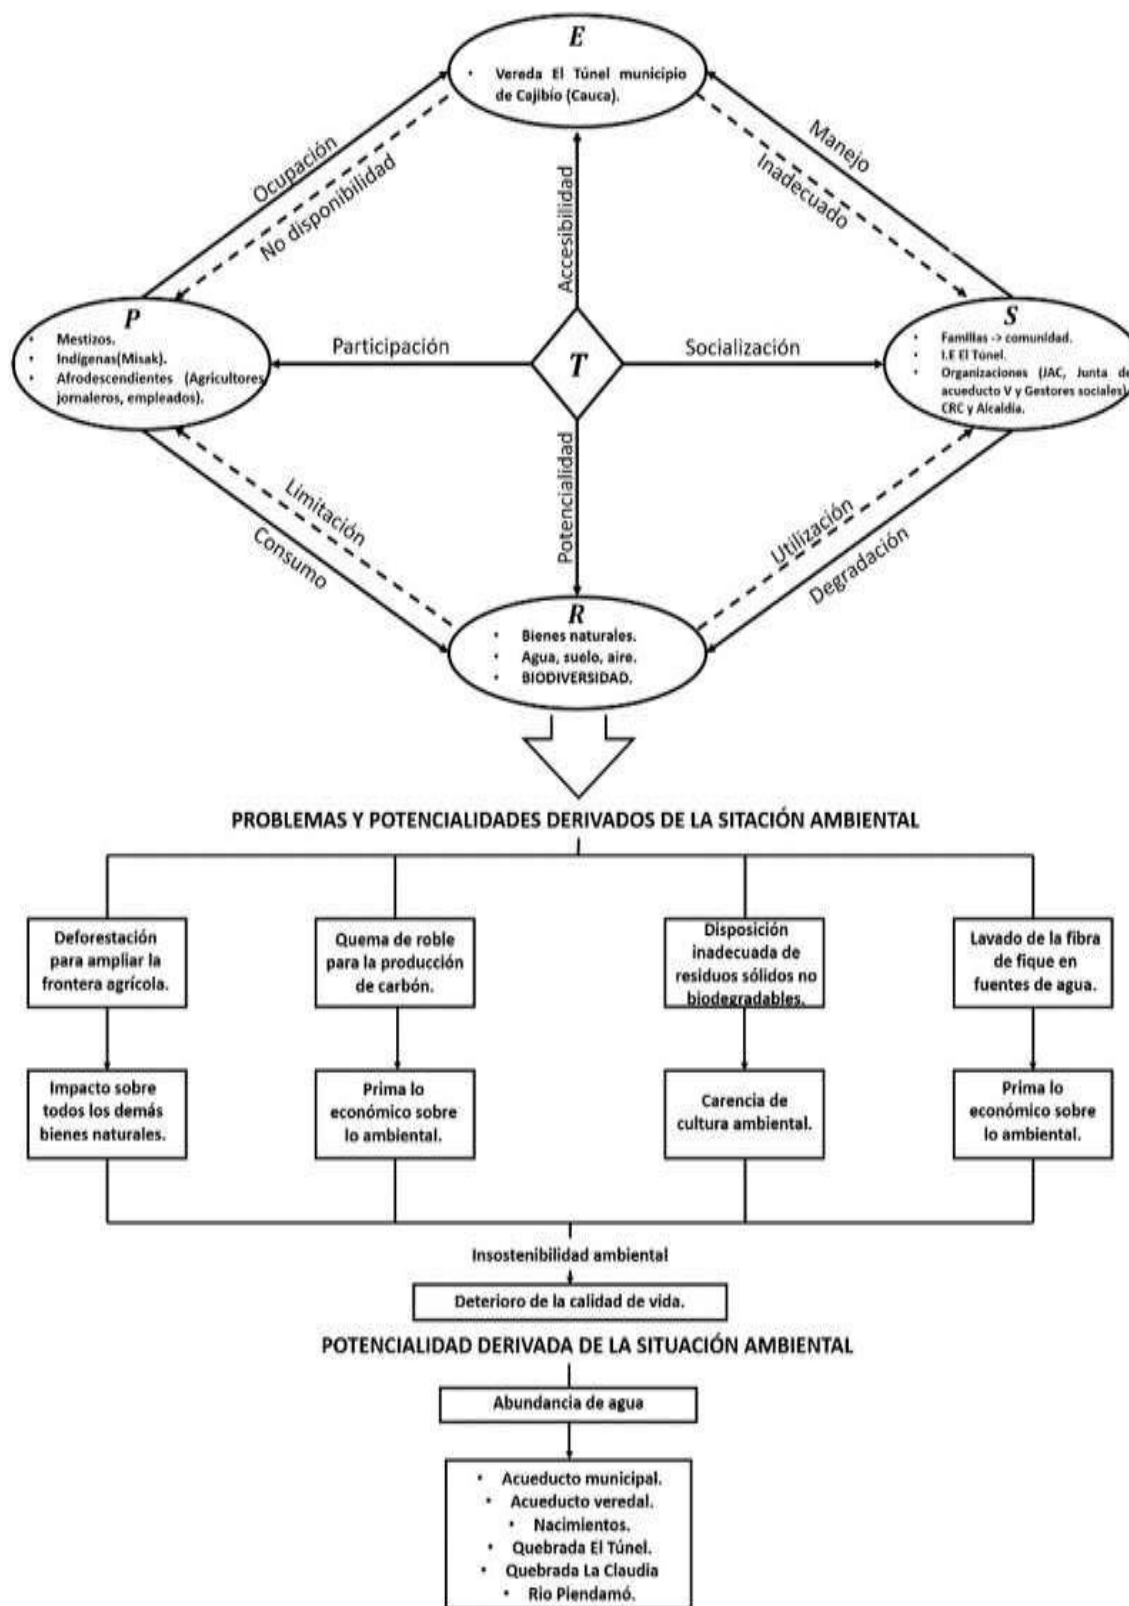 E
• Vereda El Túnel municipio
de Cajibío (Cauca).
Ocupación
No disponibilidad
Accesibilidad
Manejo
Inadecuado
P
• Mestizos.
• Indígenas(Misak).
• Afrodescendientes (Agricultores,
jornaleros, empleados).
Participación
T
Socialización
S
• Familias -> comunidad.
• I.E El Túnel.
• Organizaciones (JAC, Junta de
acueducto V y Gestores sociales)
CRC y Alcaldía.
Limitación
Consumo
Potencialidad
Utilización
Degradación
R
• Bienes naturales.
• Agua, suelo, aire.
• BIODIVERSIDAD.
PROBLEMAS Y POTENCIALIDADES DERIVADOS DE LA SITACIÓN AMBIENTAL
Deforestación
para ampliar la
frontera agrícola.
Quema de roble
para la producción
de carbón.
Disposición
inadecuada de
residuos sólidos no
biodegradables.
Lavado de la fibra
de fique en
fuentes de agua.
Impacto sobre
todos los demás
bienes naturales.
Prima lo
económico sobre
lo ambiental.
Carencia de
cultura ambiental.
Prima lo
económico sobre
lo ambiental.
Insostenibilidad ambiental
Deterioro de la calidad de vida.
POTENCIALIDAD DERIVADA DE LA SITUACIÓN AMBIENTAL
Abundancia de agua
• Acueducto municipal.
• Acueducto veredal.
• Nacimientos.
• Quebrada El Túnel.
• Quebrada La Claudia
• Rio Piendamó.